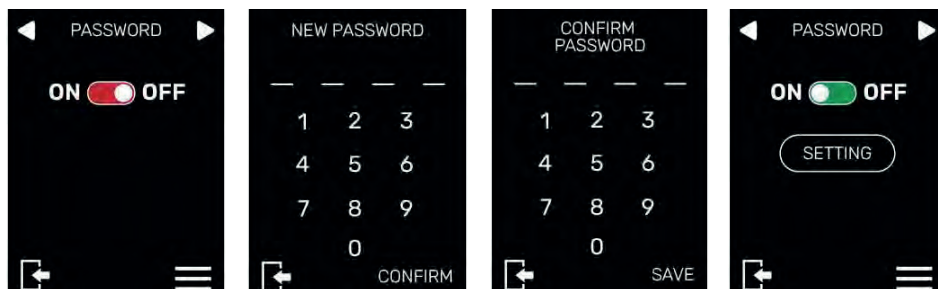 PASSWORD
ON OFF
NEW PASSWORD
1 2 3
4 5 6
7 8 9
0
CONFIRM
CONFIRM
PASSWORD
1 2 3
4 5 6
7 8 9
0
SAVE
PASSWORD
ON OFF
SETTING